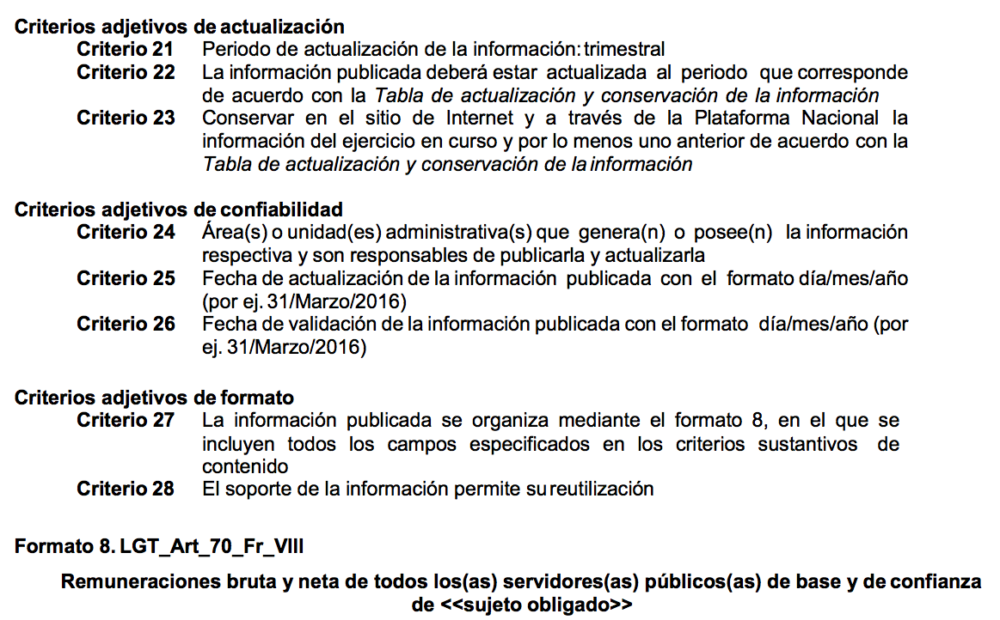 Criterios adjetivos de actualización
Criterio 21 Periodo de actualización de la información: trimestral
Criterio 22 La información publicada deberá estar actualizada al periodo que corresponde
de acuerdo con la Tabla de actualización y conservación de la información
Criterio 23 Conservar en el sitio de Internet y a través de la Plataforma Nacional la
información del ejercicio en curso y por lo menos uno anterior de acuerdo con la
Tabla de actualización y conservación de la información
Criterios adjetivos de confiabilidad
Criterio 24 Área(s) o unidad(es) administrativa(s) que genera(n) o posee(n) la información
respectiva y son responsables de publicarla y actualizarla
Criterio 25 Fecha de actualización de la información publicada con el formato día/mes/año
(por ej. 31/Marzo/2016)
Criterio 26 Fecha de validación de la información publicada con el formato día/mes/año (por
ej. 31/Marzo/2016)
Criterios adjetivos de formato
Criterio 27 La información publicada se organiza mediante el formato 8, en el que se
incluyen todos los campos especificados en los criterios sustantivos de
contenido
Criterio 28 El soporte de la información permite su reutilización
Formato 8. LGT_Art_70_Fr_VIII
Remuneraciones bruta y neta de todos los(as) servidores(as) públicos(as) de base y de confianza
de <<sujeto obligado>>